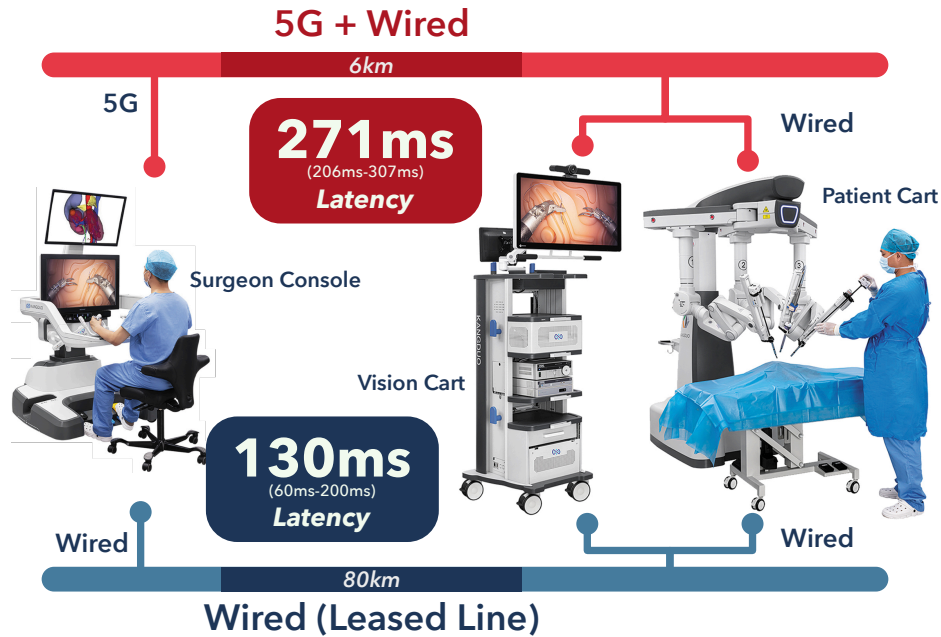 5G + Wired
6km
5G
271ms
(206ms-307ms)
Latency
Wired
Patient Cart
Surgeon Console
KANGDUO
Vision Cart
130ms
(60ms-200ms)
Latency
Wired
Wired
80km
Wired (Leased Line)